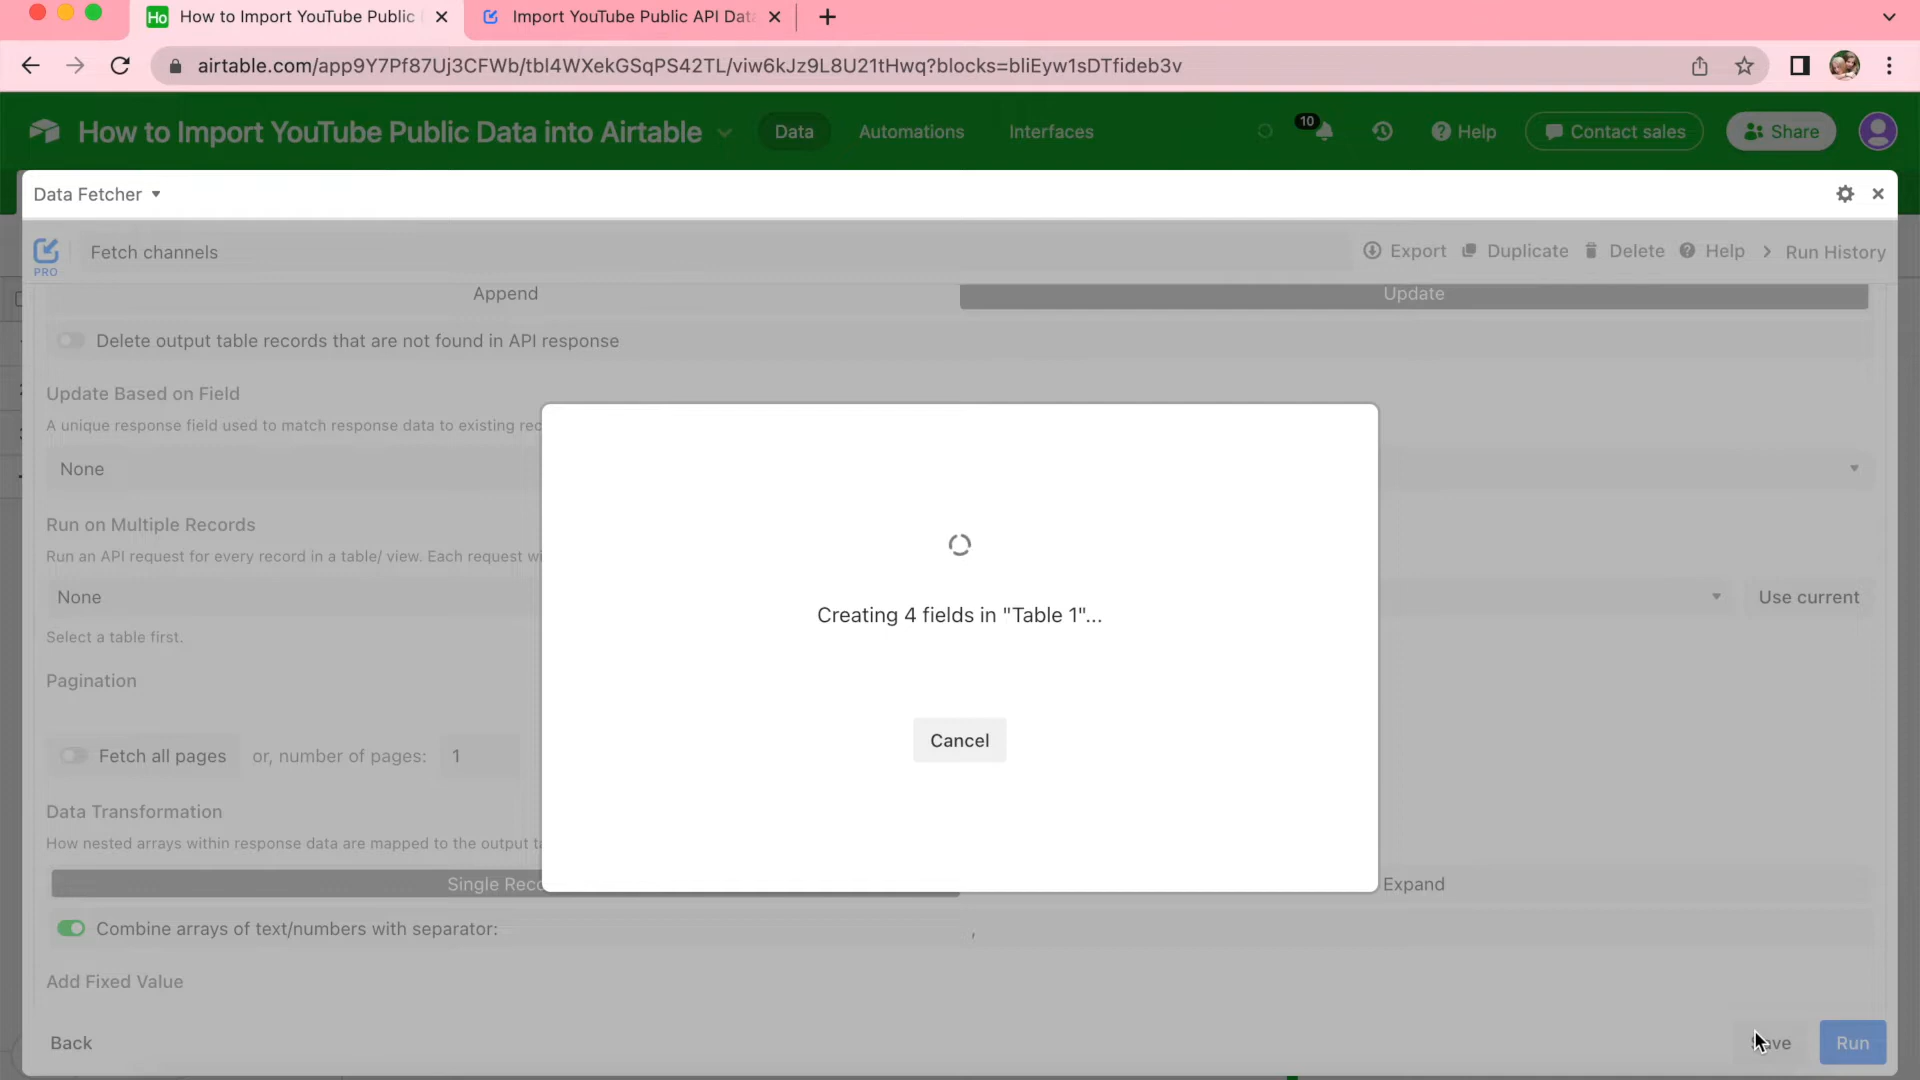 Ho How to Import YouTube Public
Import YouTube Public API Dat
airtable.com/app9Y7Pf87Uj3CFWb/tbl4WXekGSqPS42TL/viw6kJz9L8U21tHwq?blocks=bliEyw1sDTfideb3v
How to Import YouTube Public Data into Airtable
Data
Automations
Interfaces
10
Help
Contact sales
Share
Data Fetcher
PRO
Fetch channels
Export
Duplicate
Delete
Help
Run History
Append
Update
Delete output table records that are not found in API response
Update Based on Field
A unique response field used to match response data to existing
None
Run on Multiple Records
Run an API request for every record in a table/ view. Each request
None
Use current
Select a table first.
Creating 4 fields in "Table 1"...
Pagination
Cancel
Fetch all pages or, number of pages: 1
Data Transformation
How nested arrays within response data are mapped to the output
Single
Expand
Combine arrays of text/numbers with separator: ,
Add Fixed Value
Back
Run